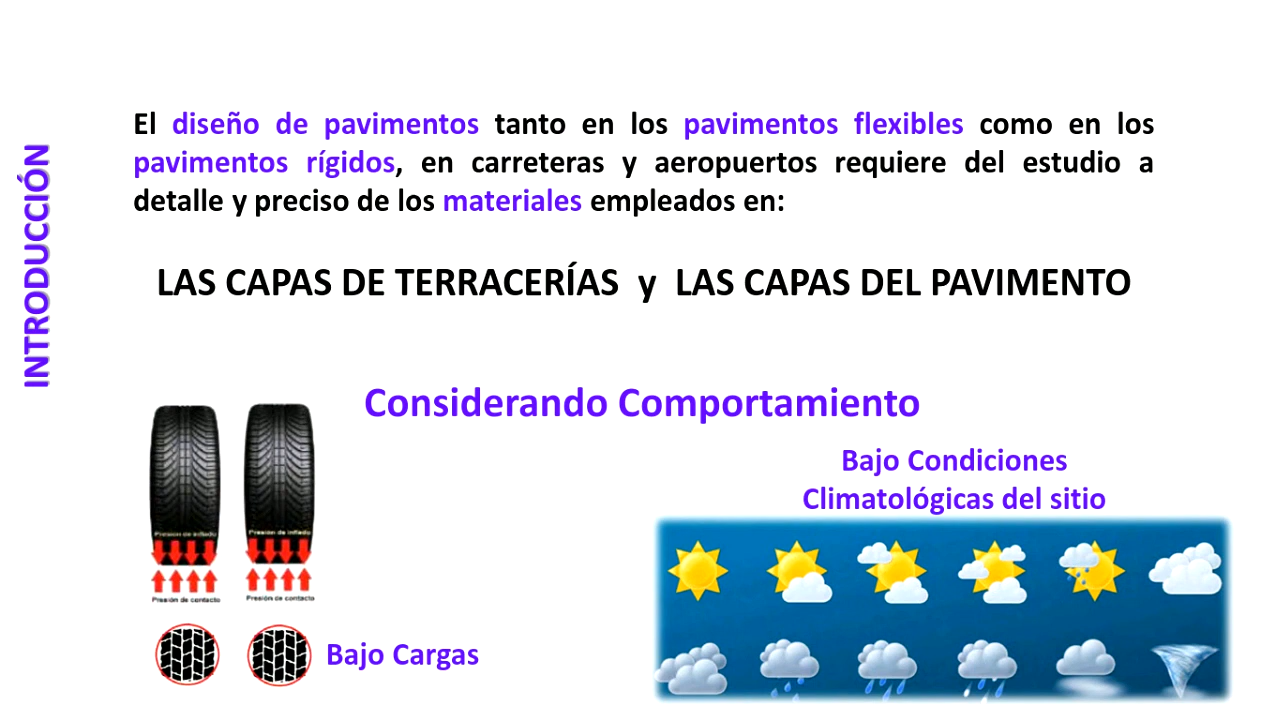 INTRODUCCIÓN
El diseño de pavimentos tanto en los pavimentos flexibles como en los
pavimentos rígidos, en carreteras y aeropuertos requiere del estudio a
detalle y preciso de los materiales empleados en:
LAS CAPAS DE TERRACERÍAS y LAS CAPAS DEL PAVIMENTO
Considerando Comportamiento
Bajo Condiciones
Climatológicas del sitio
Presión de inflado
Presión de inflado
Presión de contacto
Presión de contacto
Bajo Cargas